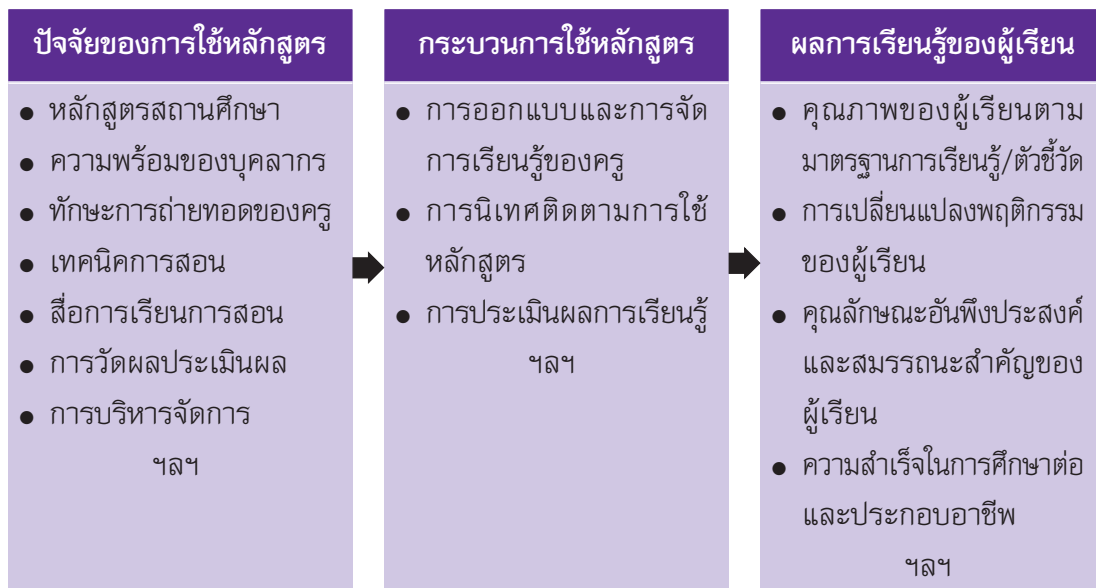 ปัจจัยของการใช้หลักสูตร
● หลักสูตรสถานศึกษา
● ความพร้อมของบุคลากร
● ทักษะการถ่ายทอดของครู
● เทคนิคการสอน
● สื่อการเรียนการสอน
● การวัดผลประเมินผล
● การบริหารจัดการ
ฯลฯ
กระบวนการใช้หลักสูตร
● การออกแบบและการจัด
การเรียนรู้ของครู
● การนิเทศติดตามการใช้
หลักสูตร
● การประเมินผลการเรียนรู้
ฯลฯ
ผลการเรียนรู้ของผู้เรียน
● คุณภาพของผู้เรียนตาม
มาตรฐานการเรียนรู้/ตัวชี้วัด
● การเปลี่ยนแปลงพฤติกรรม
ของผู้เรียน
● คุณลักษณะอันพึงประสงค์
และสมรรถนะสำคัญของ
ผู้เรียน
● ความสำเร็จในการศึกษาต่อ
และประกอบอาชีพ
ฯลฯ